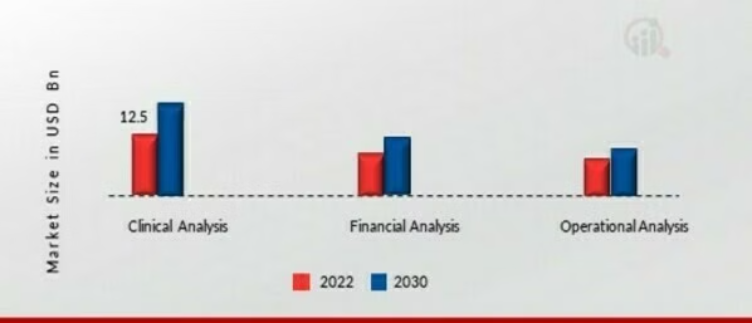 Market Size in USD Bn
12.5
Clinical Analysis
Financial Analysis
Operational Analysis
2022
2030